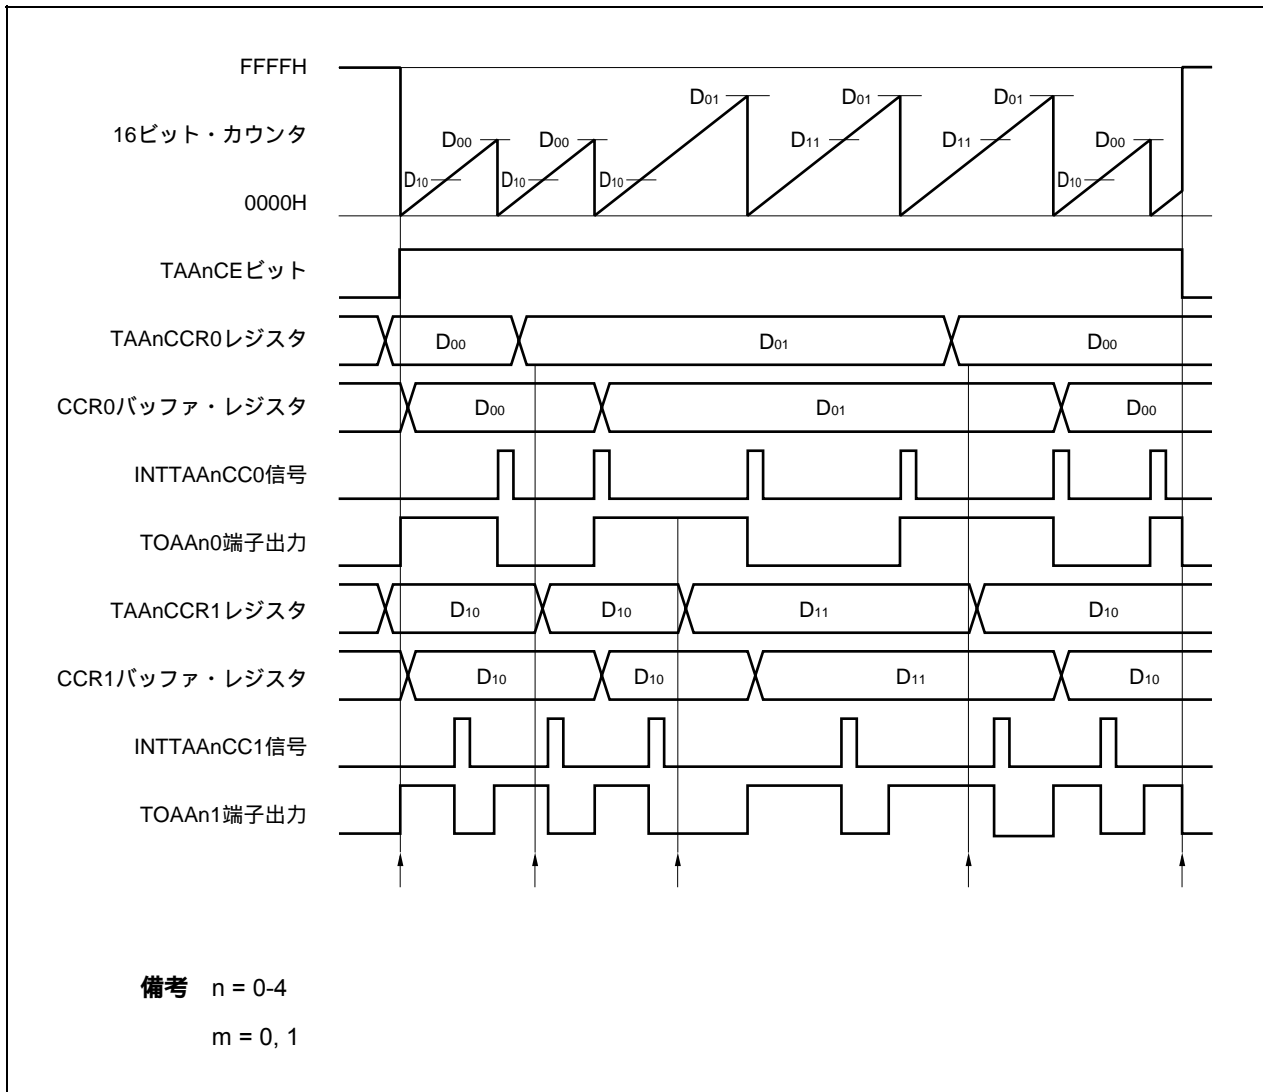 FFFFH
D01 D01 D01
16ビット・カウンタ
D00 D00 D11 D11 D00
D10 D10 D10 D10
0000H
TAAnCEビット
TAAnCCR0レジスタ D00 D01 D00
CCR0バッファ・レジスタ D00 D01 D00
INTTAAnCC0信号
TOAAn0端子出力
TAAnCCR1レジスタ D10 D10 D11 D10
CCR1バッファ・レジスタ D10 D10 D11 D10
INTTAAnCC1信号
TOAAn1端子出力
備考 n = 0-4
m = 0, 1